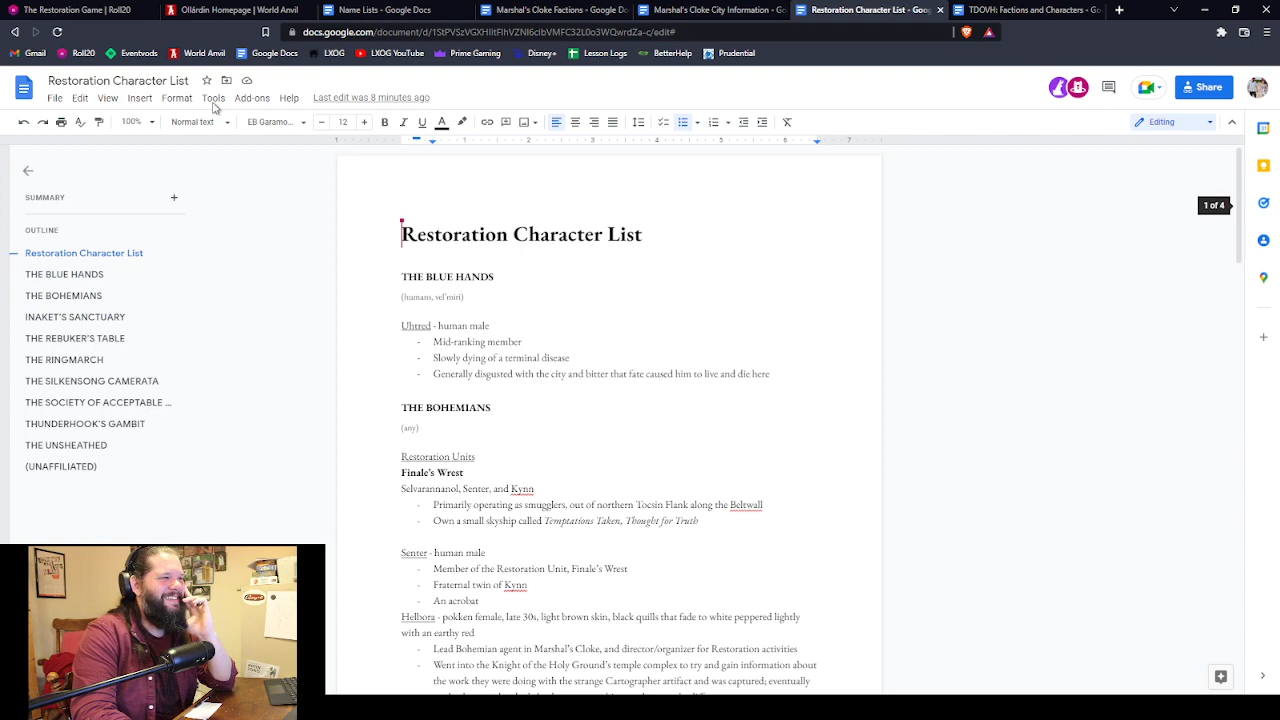 The Restoration Game | Roll20
Ollárdin Homepage | World Anvil
Name Lists - Google Docs
Marshal's Cloke Factions - Google Do
Marshal's Cloke City Information - Go
Restoration Character List - Goog
TDOVH: Factions and Characters - Go
docs.google.com/document/d/1StPVSzVGXHIitFlhVZNI6cibVMFC32L0o3WQwrdZa-c/edit#
Gmail
Roll20
Eventods
World Anvil
Google Docs
LXOG
LXOG YouTube
Prime Gaming
Disney+
Lesson Logs
BetterHelp
Prudential
Restoration Character List
File Edit View Insert Format Tools Add-ons Help Last edit was 8 minutes ago
Share
100% Normal text EB Garamo... 12
Editing
1 1 2 3 4 5 6 7
SUMMARY
OUTLINE
Restoration Character List
THE BLUE HANDS
THE BOHEMIANS
INAKET'S SANCTUARY
THE REBUKER'S TABLE
THE RINGMARCH
THE SILKENSONG CAMERATA
THE SOCIETY OF ACCEPTABLE ...
THUNDERHOOK'S GAMBIT
THE UNSHEATHED
(UNAFFILIATED)
1 of 4
Restoration Character List
THE BLUE HANDS
(humans, vel'miri)
Uhtred - human male
- Mid-ranking member
- Slowly dying of a terminal disease
- Generally disgusted with the city and bitter that fate caused him to live and die here
THE BOHEMIANS
(any)
Restoration Units
Finale's Wrest
Selvarannanol, Senter, and Kynn
- Primarily operating as smugglers, out of northern Tocsin Flank along the Beltwall
- Own a small skyship called Temptations Taken, Thought for Truth
Senter - human male
- Member of the Restoration Unit, Finale's Wrest
- Fraternal twin of Kynn
- An acrobat
Helbora - pokken female, late 30s, light brown skin, black quills that fade to white peppered lightly
with an earthy red
- Lead Bohemian agent in Marshal's Cloke, and director/organizer for Restoration activities
- Went into the Knight of the Holy Ground's temple complex to try and gain information about
the work they were doing with the strange Cartographer artifact and was captured; eventually